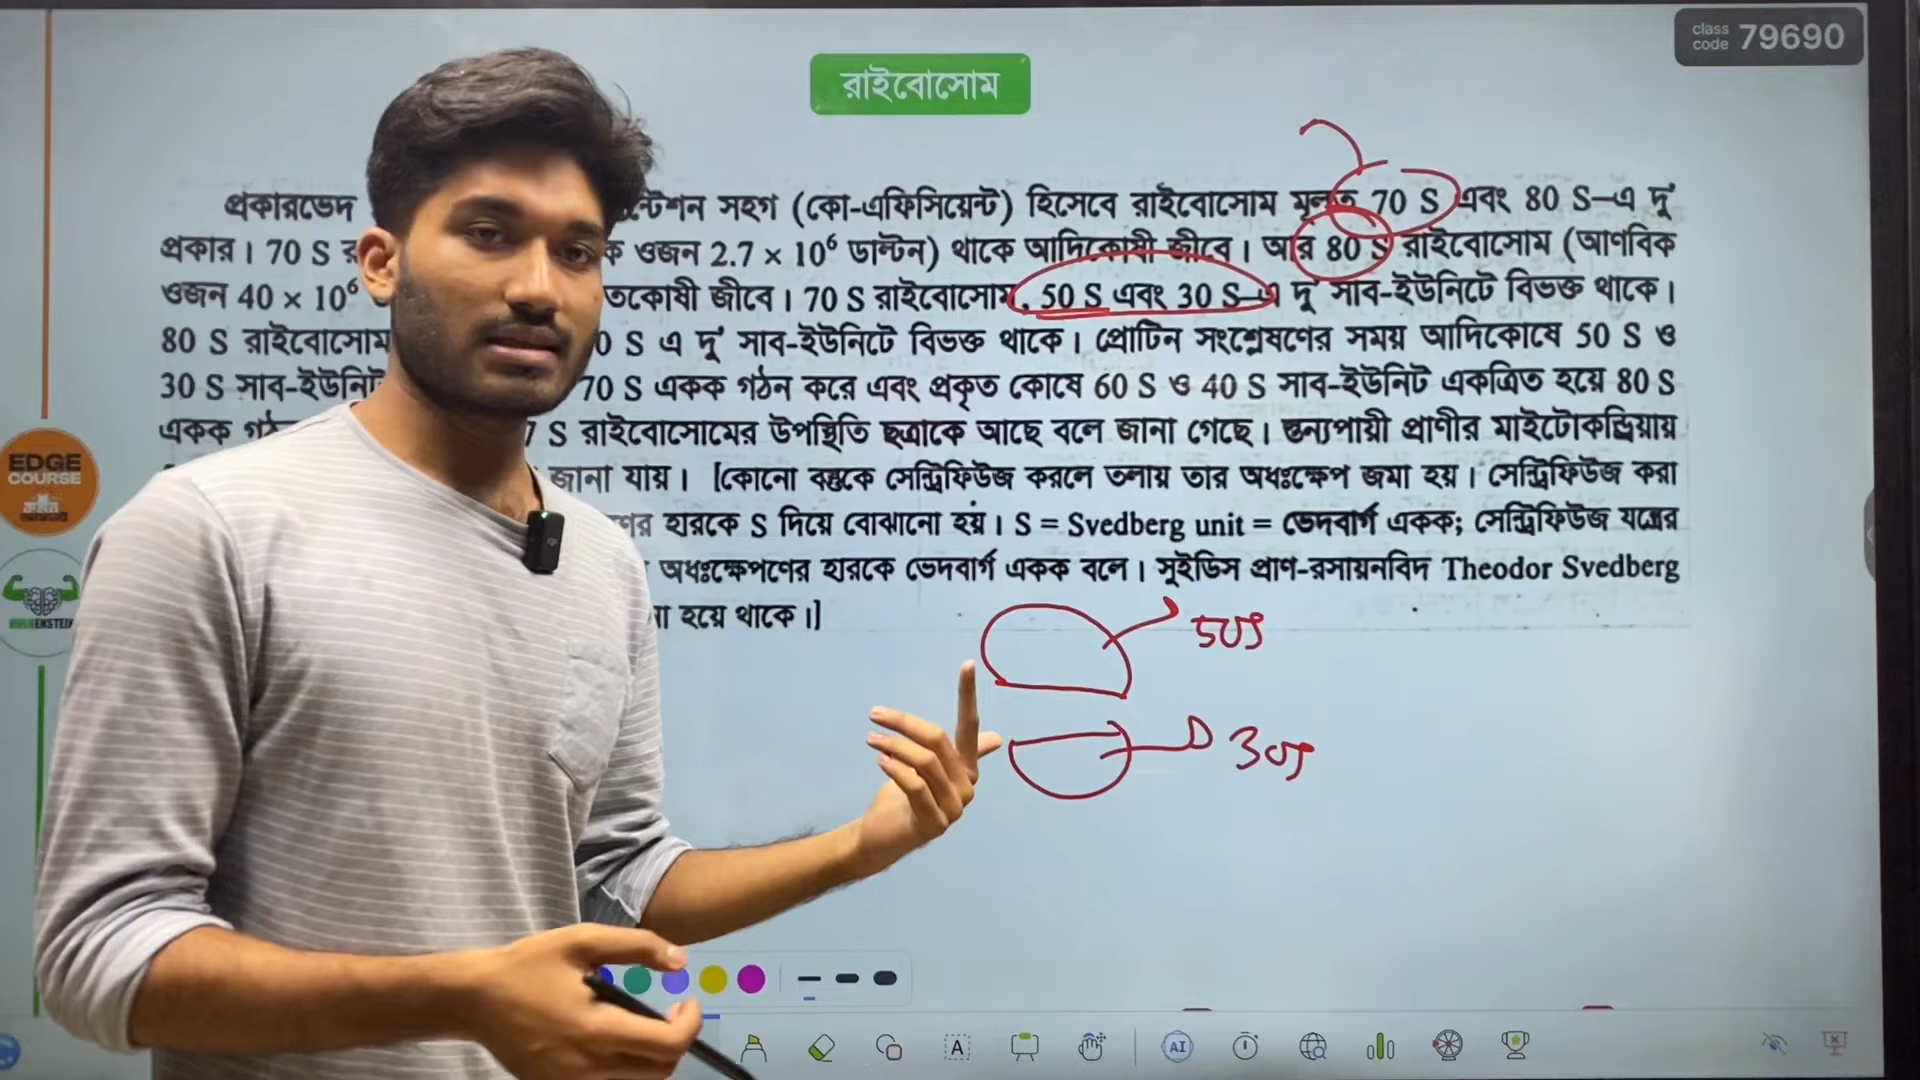 class code 79690
রাইবোসোম
প্রকারভেদ ন্টেশন সহগ (কো-এফিসিয়েন্ট) হিসেবে রাইবোসোম মূলত 70 S এবং 80 S—এ দু'
প্রকার। 70 S র ক ওজন 2.7 × 10⁶ ডাল্টন) থাকে আদিকোষী জীবে। আর 80 S রাইবোসোম (আণবিক
ওজন 40 × 10⁶ তকোষী জীবে। 70 S রাইবোসোম, 50 S এবং 30 S—এ দু' সাব-ইউনিটে বিভক্ত থাকে।
80 S রাইবোসোম 0 S এ দু' সাব-ইউনিটে বিভক্ত থাকে। প্রোটিন সংশ্লেষণের সময় আদিকোষে 50 S ও
30 S সাব-ইউনিট 70 S একক গঠন করে এবং প্রকৃত কোষে 60 S ও 40 S সাব-ইউনিট একত্রিত হয়ে 80 S
একক গঠ 7 S রাইবোসোমের উপস্থিতি ছত্রাকে আছে বলে জানা গেছে। স্তন্যপায়ী প্রাণীর মাইটোকন্ড্রিয়ায়
জানা যায়। [কোনো বস্তুকে সেন্ট্রিফিউজ করলে তলায় তার অধঃক্ষেপ জমা হয়। সেন্ট্রিফিউজ করা
ণের হারকে S দিয়ে বোঝানো হয়। S = Svedberg unit = ভেদবার্গ একক; সেন্ট্রিফিউজ যন্ত্রের
অধঃক্ষেপণের হারকে ভেদবার্গ একক বলে। সুইডিস প্রাণ-রসায়নবিদ Theodor Svedberg
না হয়ে থাকে।]
50S
30S
EDGE
COURSE
A
AI